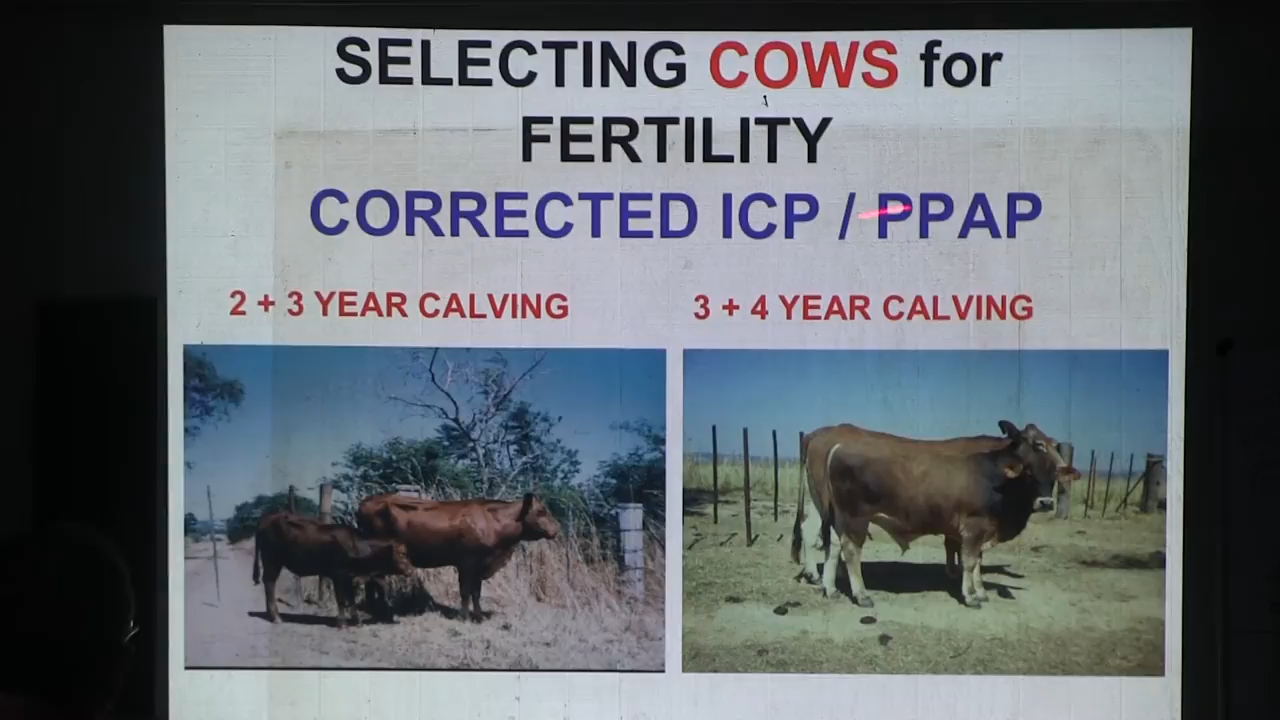 SELECTING COWS for
FERTILITY
CORRECTED ICP / PPAP
2 + 3 YEAR CALVING
3 + 4 YEAR CALVING